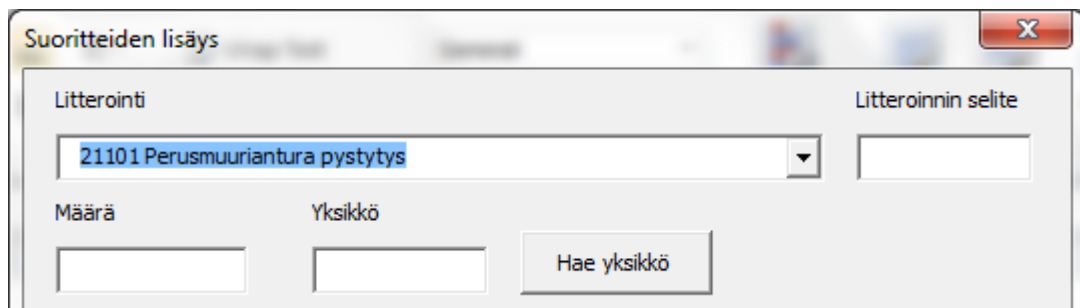 Suoritteiden lisäys
Litterointi
Litteroinnin selite
21101 Perusmuuriantura pystytys
Määrä
Yksikkö
Hae yksikkö